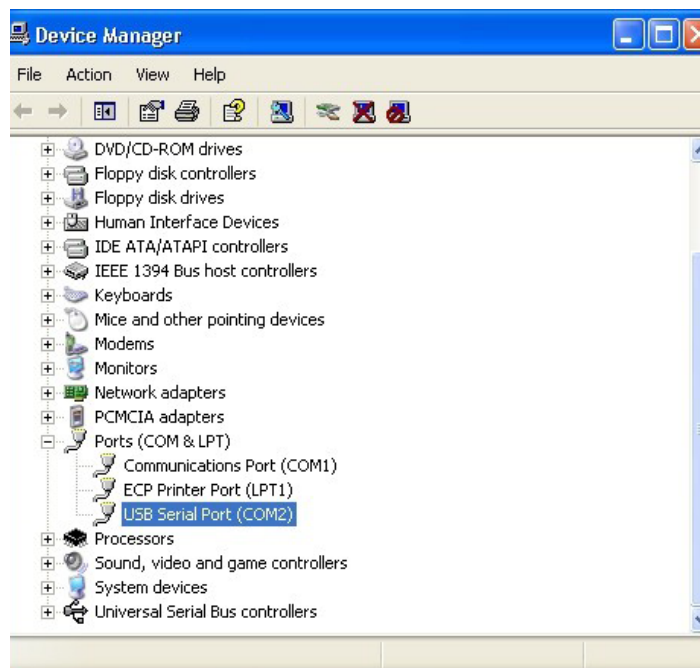 Device Manager
File Action View Help
DVD/CD-ROM drives
Floppy disk controllers
Floppy disk drives
Human Interface Devices
IDE ATA/ATAPI controllers
IEEE 1394 Bus host controllers
Keyboards
Mice and other pointing devices
Modems
Monitors
Network adapters
PCMCIA adapters
Ports (COM & LPT)
Communications Port (COM1)
ECP Printer Port (LPT1)
USB Serial Port (COM2)
Processors
Sound, video and game controllers
System devices
Universal Serial Bus controllers